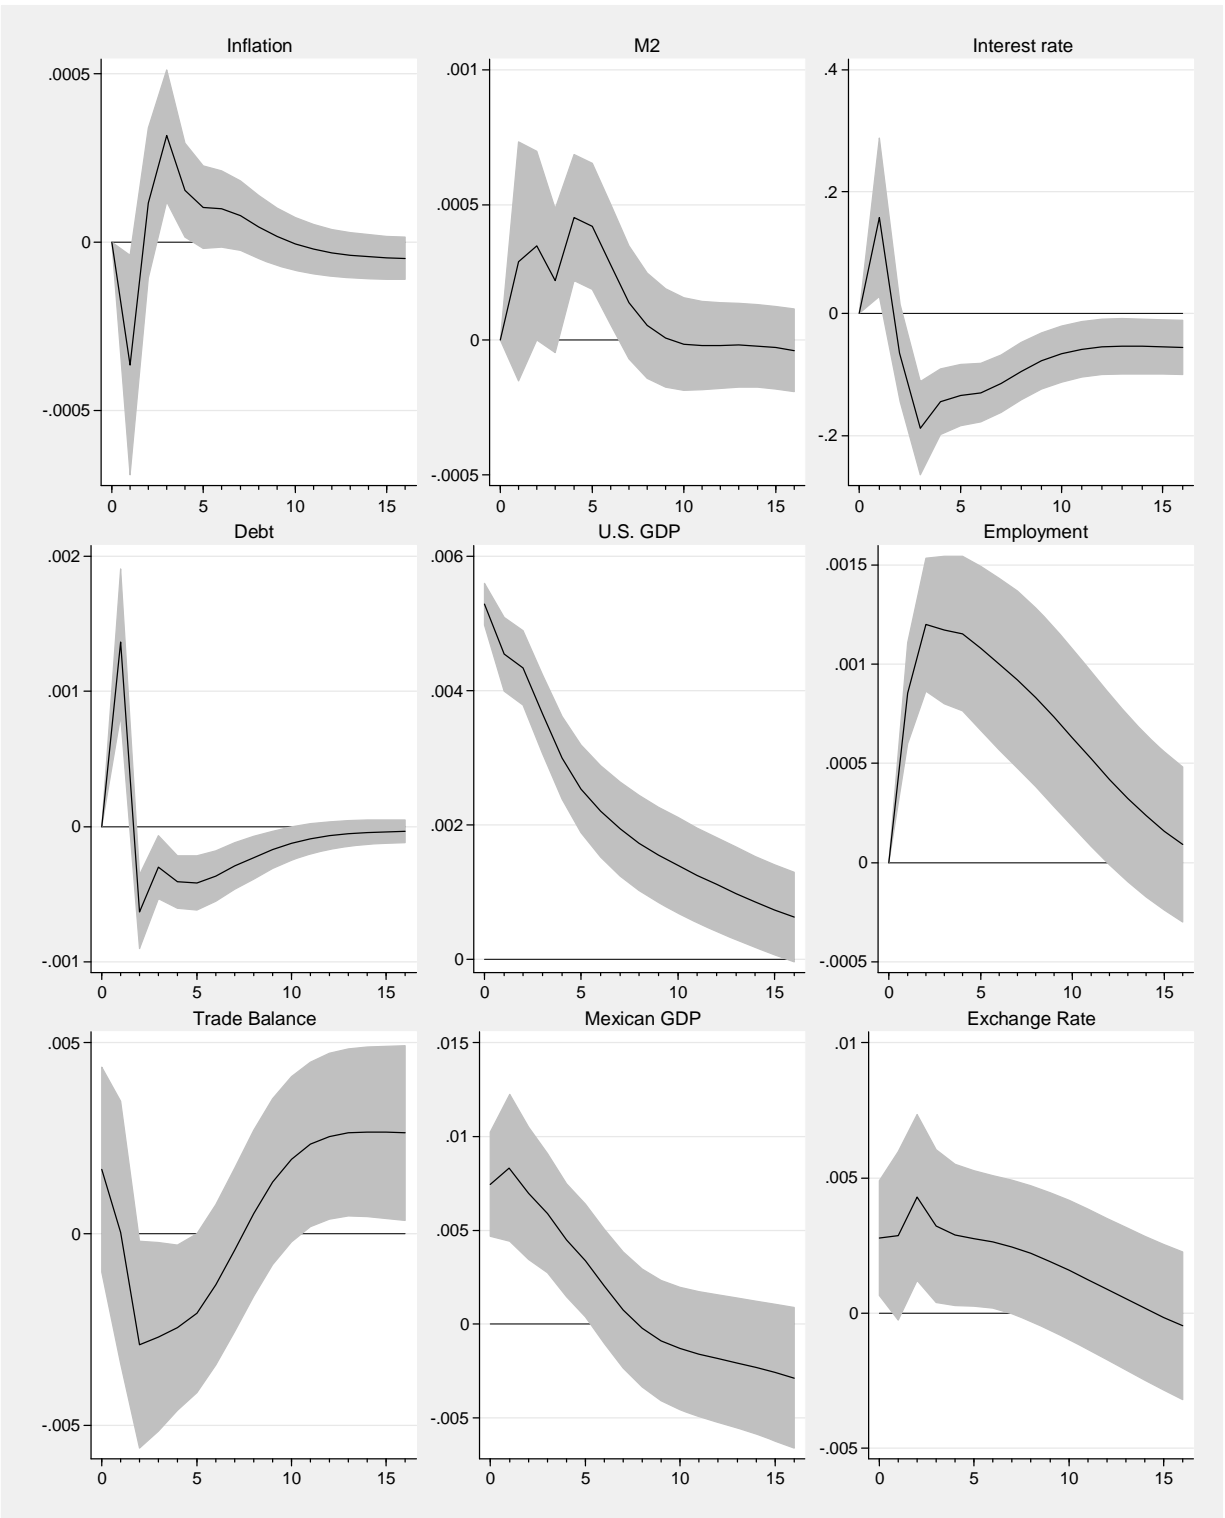 Inflation
.0005
0
-.0005
0 5 10 15
M2
.001
.0005
0
-.0005
0 5 10 15
Interest rate
.4
.2
0
-.2
0 5 10 15
Debt
.002
.001
0
-.001
0 5 10 15
U.S. GDP
.006
.004
.002
0
0 5 10 15
Employment
.0015
.001
.0005
0
-.0005
0 5 10 15
Trade Balance
.005
0
-.005
0 5 10 15
Mexican GDP
.015
.01
.005
0
-.005
0 5 10 15
Exchange Rate
.01
.005
0
-.005
0 5 10 15